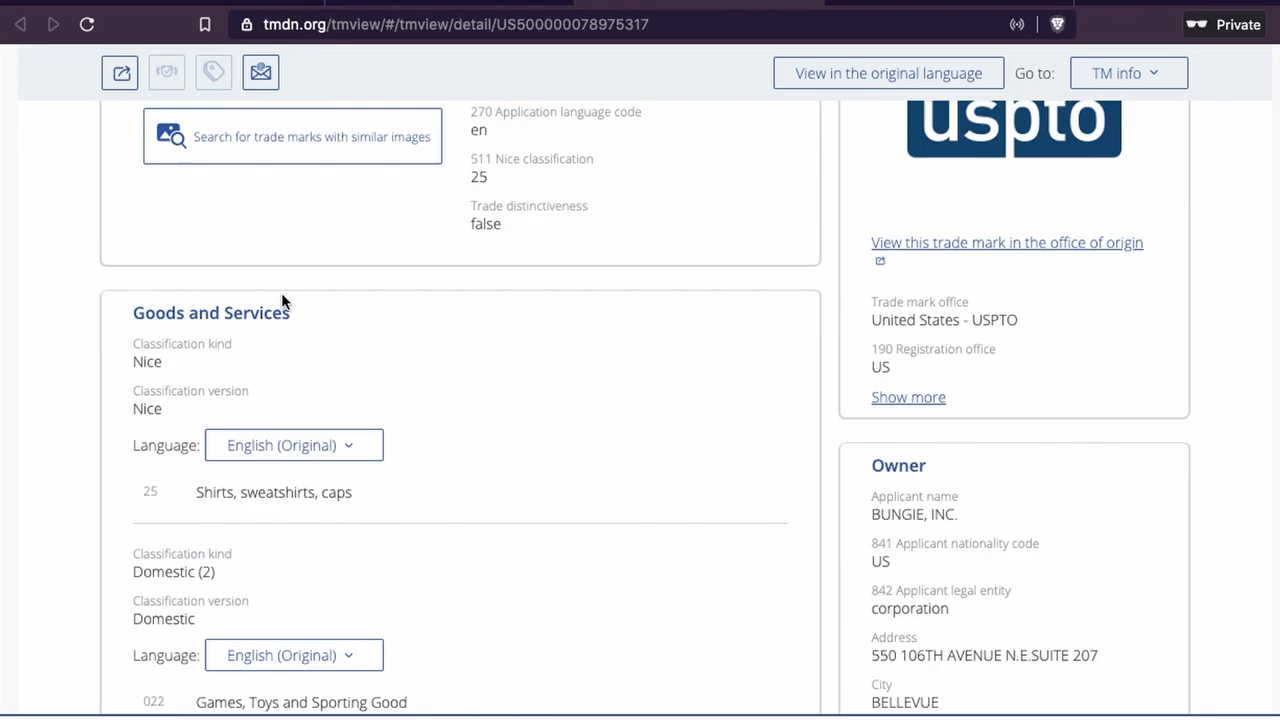 tmdn.org/tmview/#/tmview/detail/US500000078975317
Private
View in the original language
Go to:
TM info
Search for trade marks with similar images
270 Application language code
en
511 Nice classification
25
Trade distinctiveness
false
uspto
View this trade mark in the office of origin
Trade mark office
United States - USPTO
190 Registration office
US
Show more
Goods and Services
Classification kind
Nice
Classification version
Nice
Language:
English (Original)
25
Shirts, sweatshirts, caps
Classification kind
Domestic (2)
Classification version
Domestic
Language:
English (Original)
022
Games, Toys and Sporting Good
Owner
Applicant name
BUNGIE, INC.
841 Applicant nationality code
US
842 Applicant legal entity
corporation
Address
550 106TH AVENUE N.E.SUITE 207
City
BELLEVUE